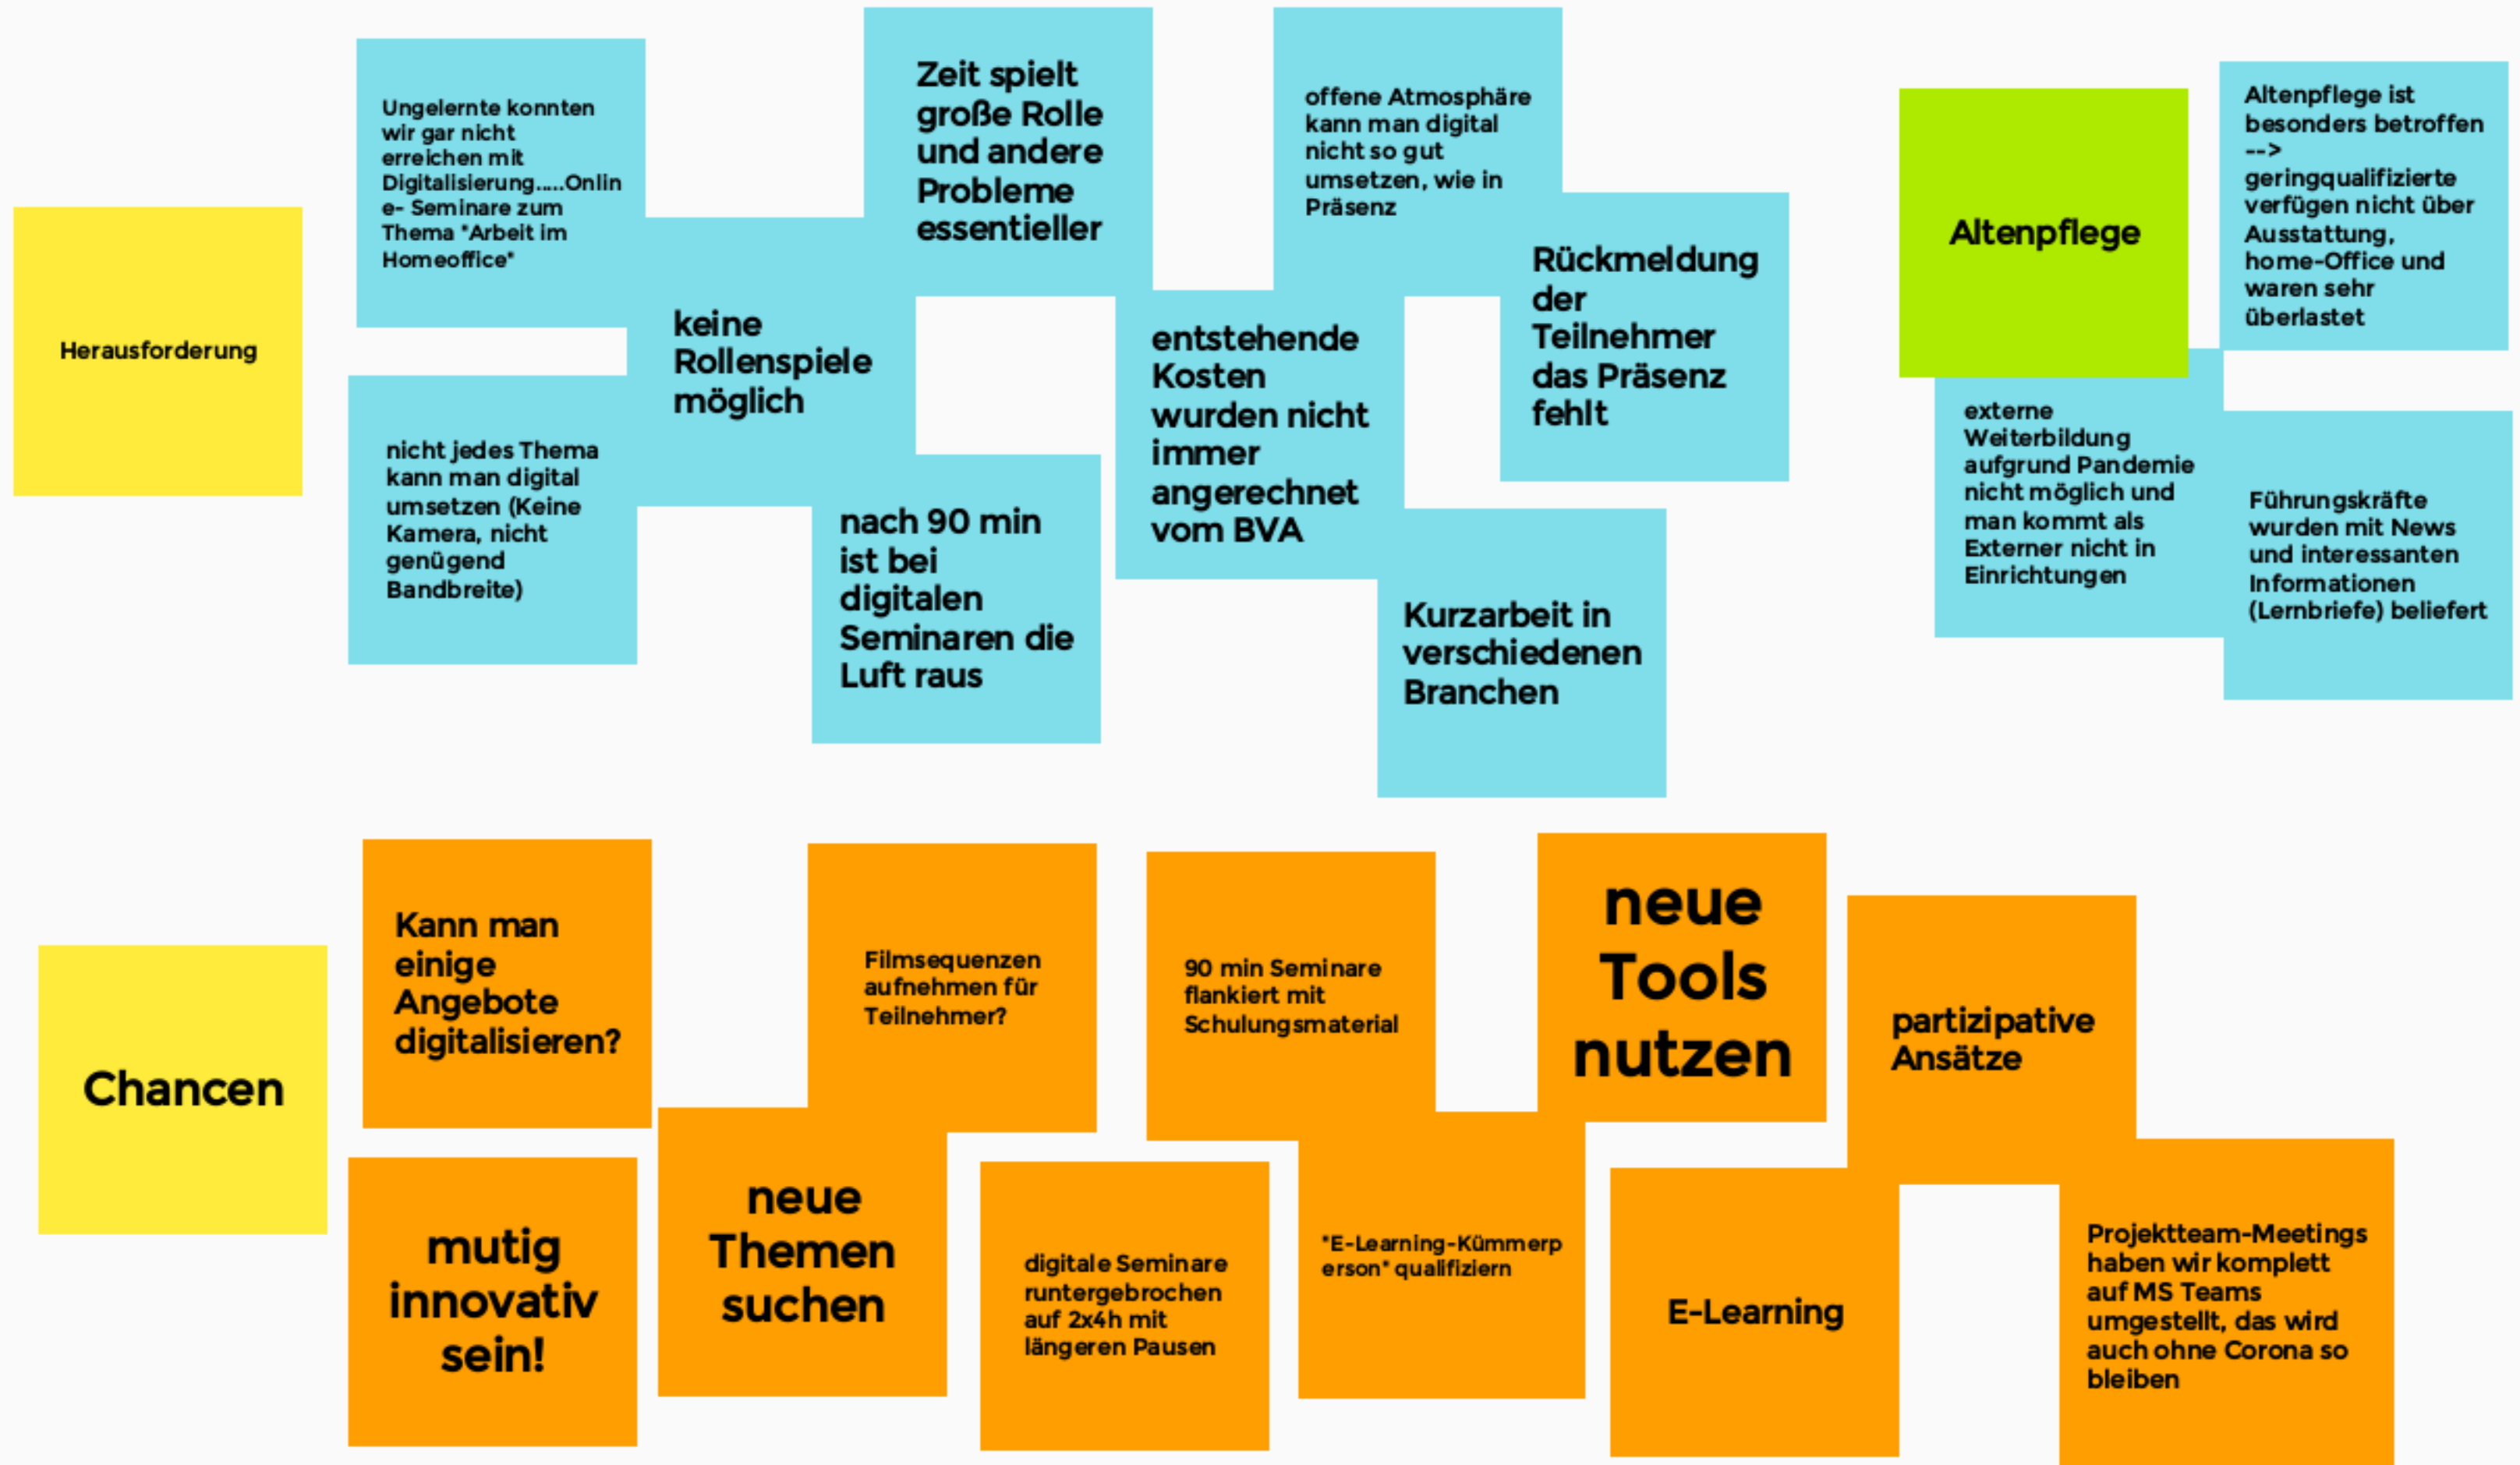 Herausforderung
Ungelernte konnten
wir gar nicht
erreichen mit
Digitalisierung.....Onlin
e- Seminare zum
Thema "Arbeit im
Homeoffice"
nicht jedes Thema
kann man digital
umsetzen (Keine
Kamera, nicht
genügend
Bandbreite)
keine
Rollenspiele
möglich
Zeit spielt
große Rolle
und andere
Probleme
essentieller
nach 90 min
ist bei
digitalen
Seminaren die
Luft raus
entstehende
Kosten
wurden nicht
immer
angerechnet
vom BVA
offene Atmosphäre
kann man digital
nicht so gut
umsetzen, wie in
Präsenz
Rückmeldung
der
Teilnehmer
das Präsenz
fehlt
Kurzarbeit in
verschiedenen
Branchen
Altenpflege
Altenpflege ist
besonders betroffen
-->
geringqualifizierte
verfügen nicht über
Ausstattung,
home-Office und
waren sehr
überlastet
externe
Weiterbildung
aufgrund Pandemie
nicht möglich und
man kommt als
Externer nicht in
Einrichtungen
Führungskräfte
wurden mit News
und interessanten
Informationen
(Lernbriefe) beliefert
Chancen
Kann man
einige
Angebote
digitalisieren?
mutig
innovativ
sein!
neue
Themen
suchen
Filmsequenzen
aufnehmen für
Teilnehmer?
digitale Seminare
runtergebrochen
auf 2x4h mit
längeren Pausen
90 min Seminare
flankiert mit
Schulungsmaterial
"E-Learning-Kümmerp
erson" qualifiziern
neue
Tools
nutzen
E-Learning
partizipative
Ansätze
Projektteam-Meetings
haben wir komplett
auf MS Teams
umgestellt, das wird
auch ohne Corona so
bleiben